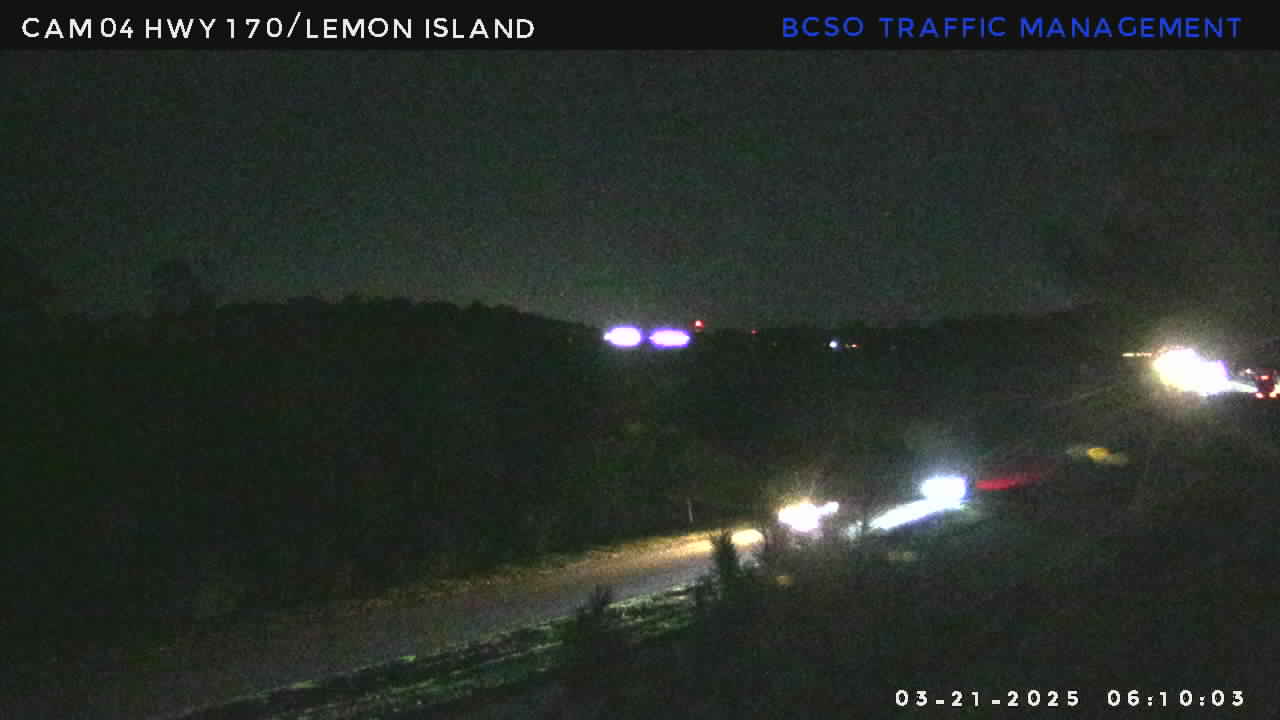 CAM04 HWY 170/LEMON ISLAND
BCSO TRAFFIC MANAGEMENT
03-21-2025 06:10:03